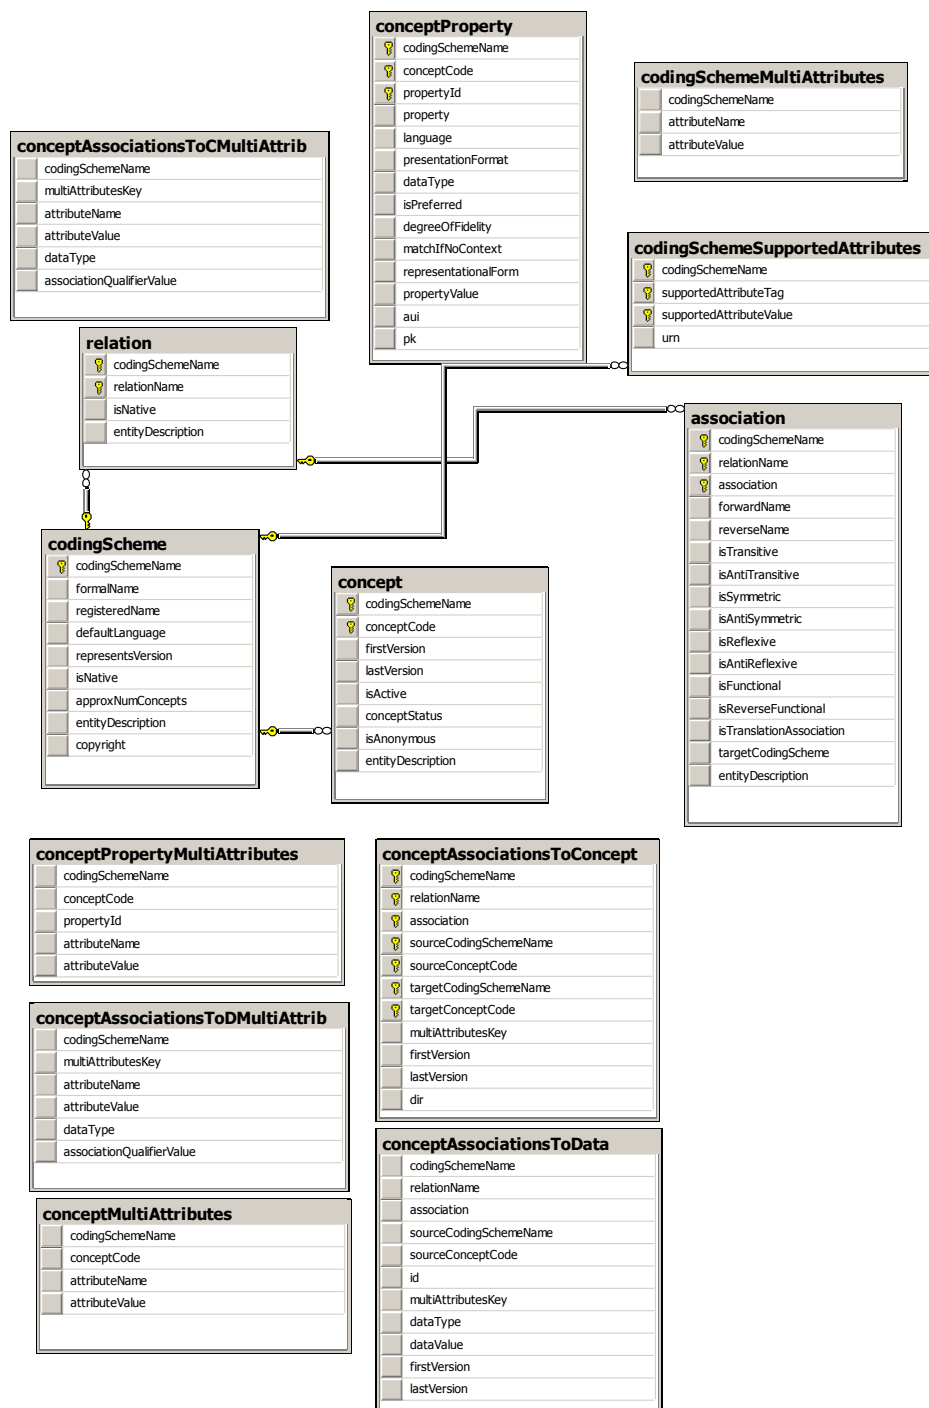 conceptProperty
codingSchemeName
conceptCode
propertyId
property
language
presentationFormat
dataType
isPreferred
degreeOfFidelity
matchIfNoContext
representationalForm
propertyValue
aui
pk
codingSchemeMultiAttributes
codingSchemeName
attributeName
attributeValue
conceptAssociationsToCMultiAttrib
codingSchemeName
multiAttributesKey
attributeName
attributeValue
dataType
associationQualifierValue
codingSchemeSupportedAttributes
codingSchemeName
supportedAttributeTag
supportedAttributeValue
urn
relation
codingSchemeName
relationName
isNative
entityDescription
association
codingSchemeName
relationName
association
forwardName
reverseName
isTransitive
isAntiTransitive
isSymmetric
isAntiSymmetric
isReflexive
isAntiReflexive
isFunctional
isReverseFunctional
isTranslationAssociation
targetCodingScheme
entityDescription
codingScheme
codingSchemeName
formalName
registeredName
defaultLanguage
representsVersion
isNative
approxNumConcepts
entityDescription
copyright
concept
codingSchemeName
conceptCode
firstVersion
lastVersion
isActive
conceptStatus
isAnonymous
entityDescription
conceptPropertyMultiAttributes
codingSchemeName
conceptCode
propertyId
attributeName
attributeValue
conceptAssociationsToConcept
codingSchemeName
relationName
association
sourceCodingSchemeName
sourceConceptCode
targetCodingSchemeName
targetConceptCode
multiAttributesKey
firstVersion
lastVersion
dir
conceptAssociationsToDMultiAttrib
codingSchemeName
multiAttributesKey
attributeName
attributeValue
dataType
associationQualifierValue
conceptAssociationsToData
codingSchemeName
relationName
association
sourceCodingSchemeName
sourceConceptCode
id
multiAttributesKey
dataType
dataValue
firstVersion
lastVersion
conceptMultiAttributes
codingSchemeName
conceptCode
attributeName
attributeValue